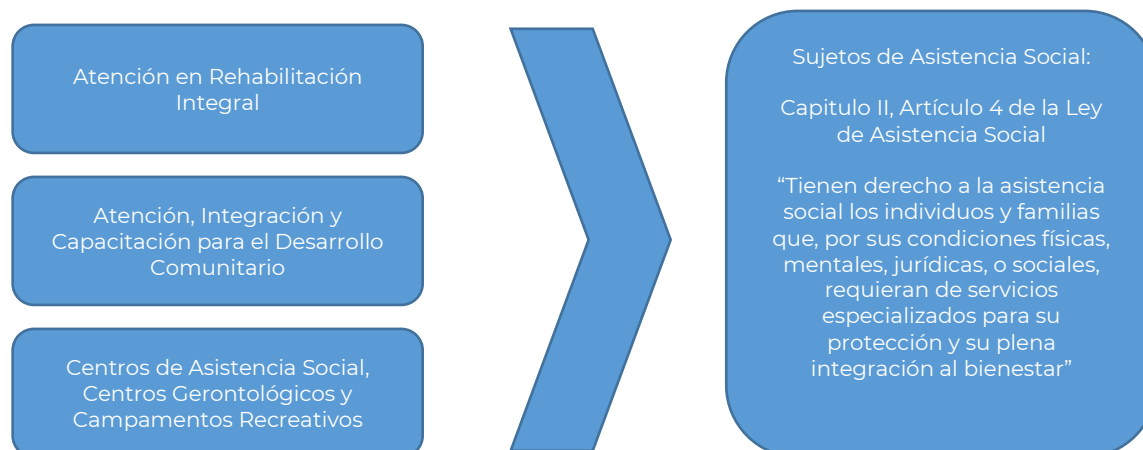 Atención en Rehabilitación
Integral
Atención, Integración y
Capacitación para el Desarrollo
Comunitario
Centros de Asistencia Social,
Centros Gerontológicos y
Campamentos Recreativos
Sujetos de Asistencia Social:
Capitulo II, Artículo 4 de la Ley
de Asistencia Social
“Tienen derecho a la asistencia
social los individuos y familias
que, por sus condiciones físicas,
mentales, jurídicas, o sociales,
requieran de servicios
especializados para su
protección y su plena
integración al bienestar”